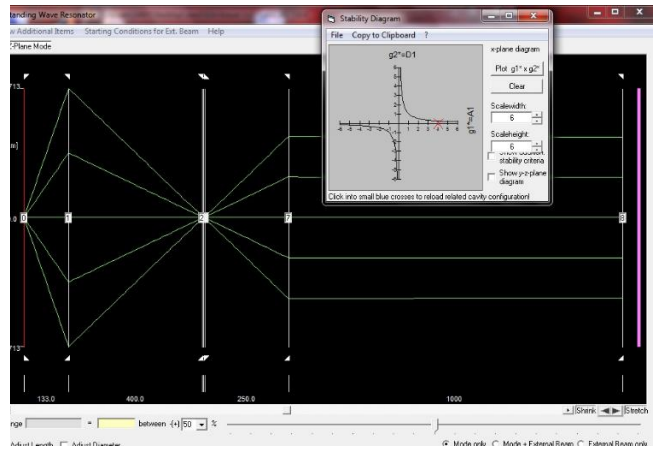 tanding Wave Resonator
w Additional Items Starting Conditions for Ext. Beam Help
-Plane Mode
Stability Diagram
File Copy to Clipboard ?
x-plane diagram
g2*=D1
Plot g1* x g2*
Clear
Scalewidth:
6
g1*=A1
Scaleheight:
6
stability criteria
Show y-z-plane
diagram
Click into small blue crosses to reload related cavity configuration!
713_
m]
.0 0 1 2 7 8
713_
133.0 400.0 250.0 1000
Shrink Stretch
nge = between (+) 50 %
Adjust Length Adjust Diameter
Mode only Mode + External Beam External Beam only